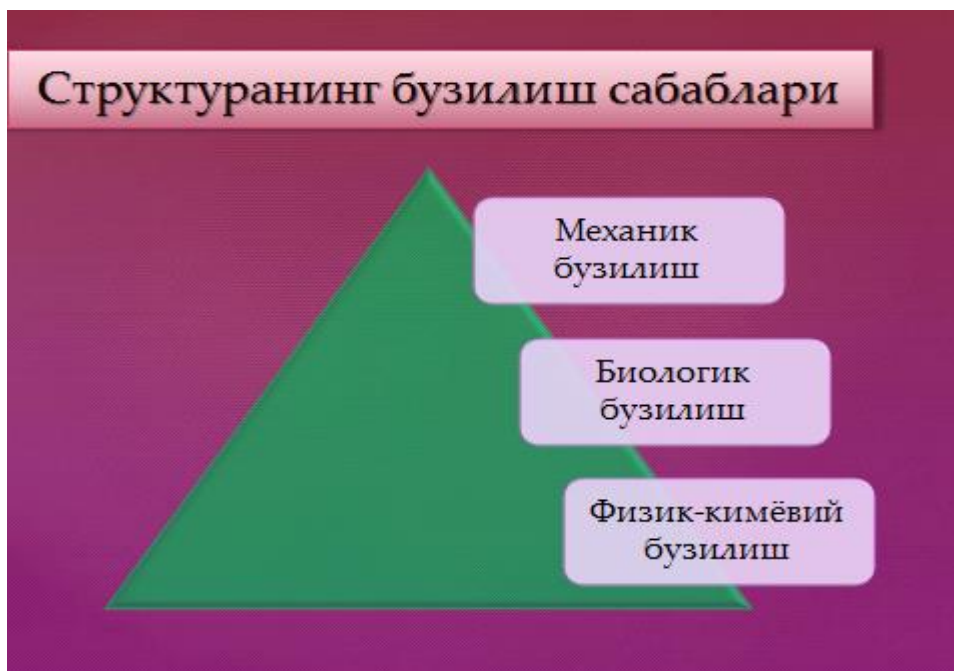 Структуранинг бузилиш сабаблари
Механик
бузилиш
Биологик
бузилиш
Физик-кимёвий
бузилиш